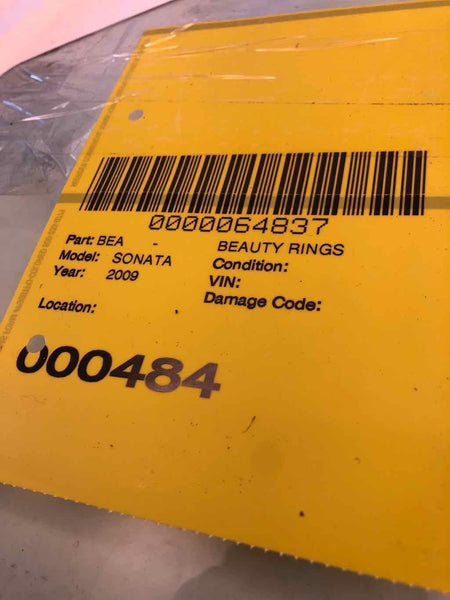 0000064837
Part: BEA - BEAUTY RINGS
Model: SONATA Condition:
Year: 2009 VIN:
Location: Damage Code:
000484